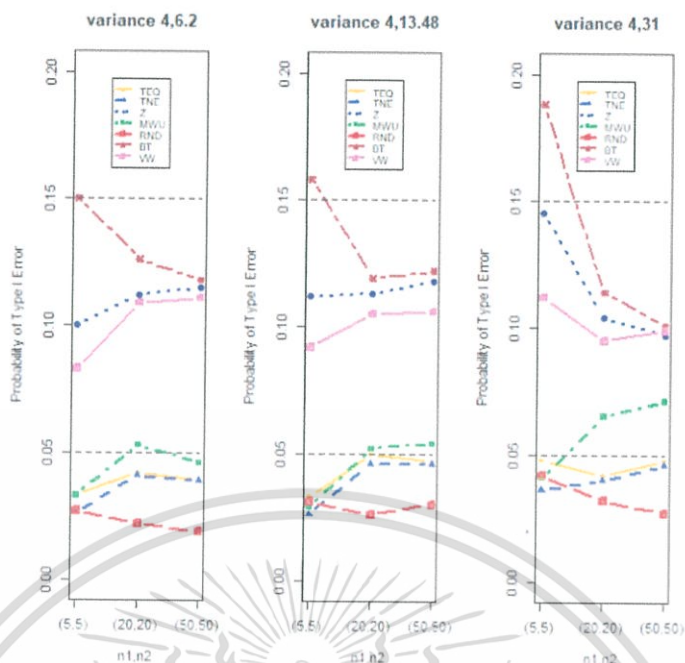 variance 4,6.2
Probability of Type I Error
0.20
0.15
0.10
0.05
0.00
TEQ
TNE
Z
MWU
RND
BT
VW
(5,5) (20,20) (50,50)
n1,n2
variance 4,13.48
Probability of Type I Error
0.20
0.15
0.10
0.05
0.00
TEQ
TNE
Z
MWU
RND
BT
VW
(5,5) (20,20) (50,50)
n1,n2
variance 4,31
Probability of Type I Error
0.20
0.15
0.10
0.05
0.00
TEQ
TNE
Z
MWU
RND
BT
VW
(5,5) (20,20) (50,50)
n1,n2